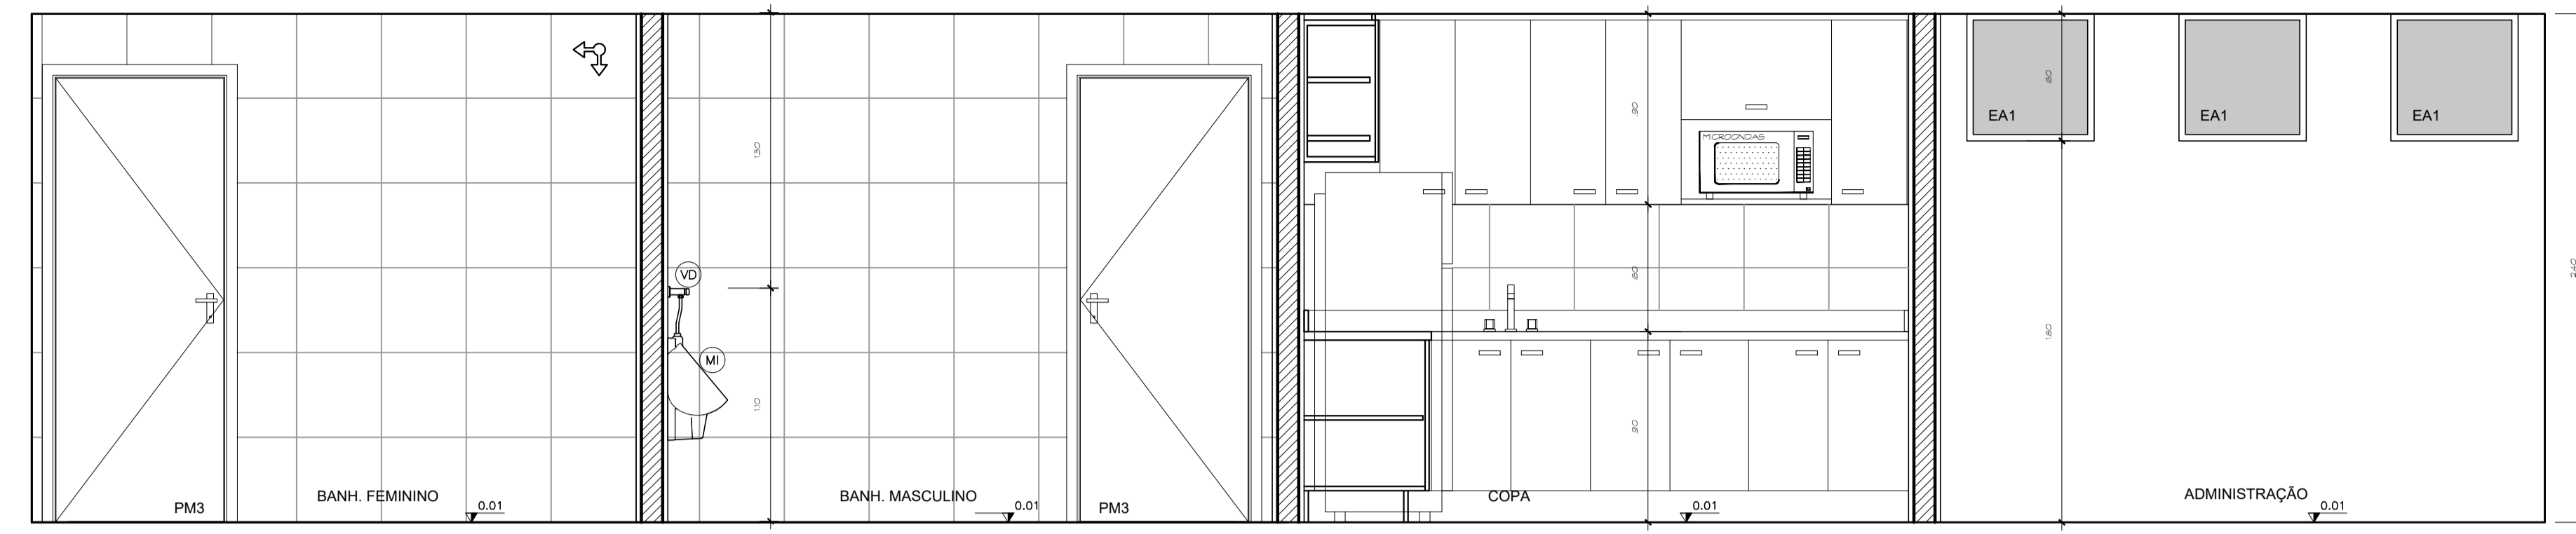 PM3
BANH. FEMININO
0.01
VD
MI
1.30
1.10
BANH. MASCULINO
0.01
PM3
MICROONDAS
.90
.60
.90
COPA
0.01
EA1
EA1
EA1
.60
1.80
ADMINISTRAÇÃO
0.01
2.40